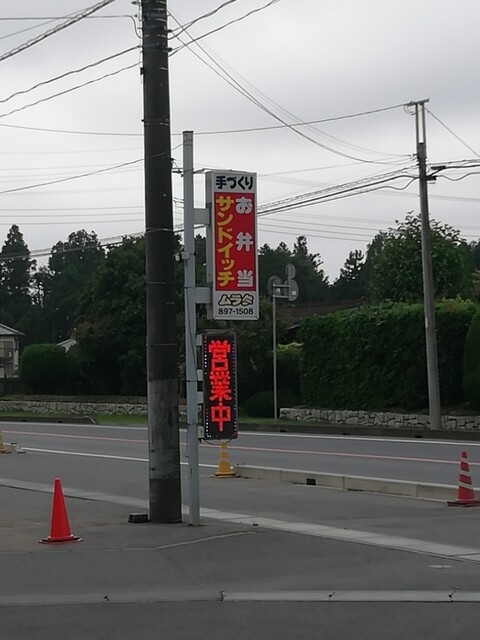 手づくり
お弁当
サンドイッチ
ムラタ
897-1508
営業中